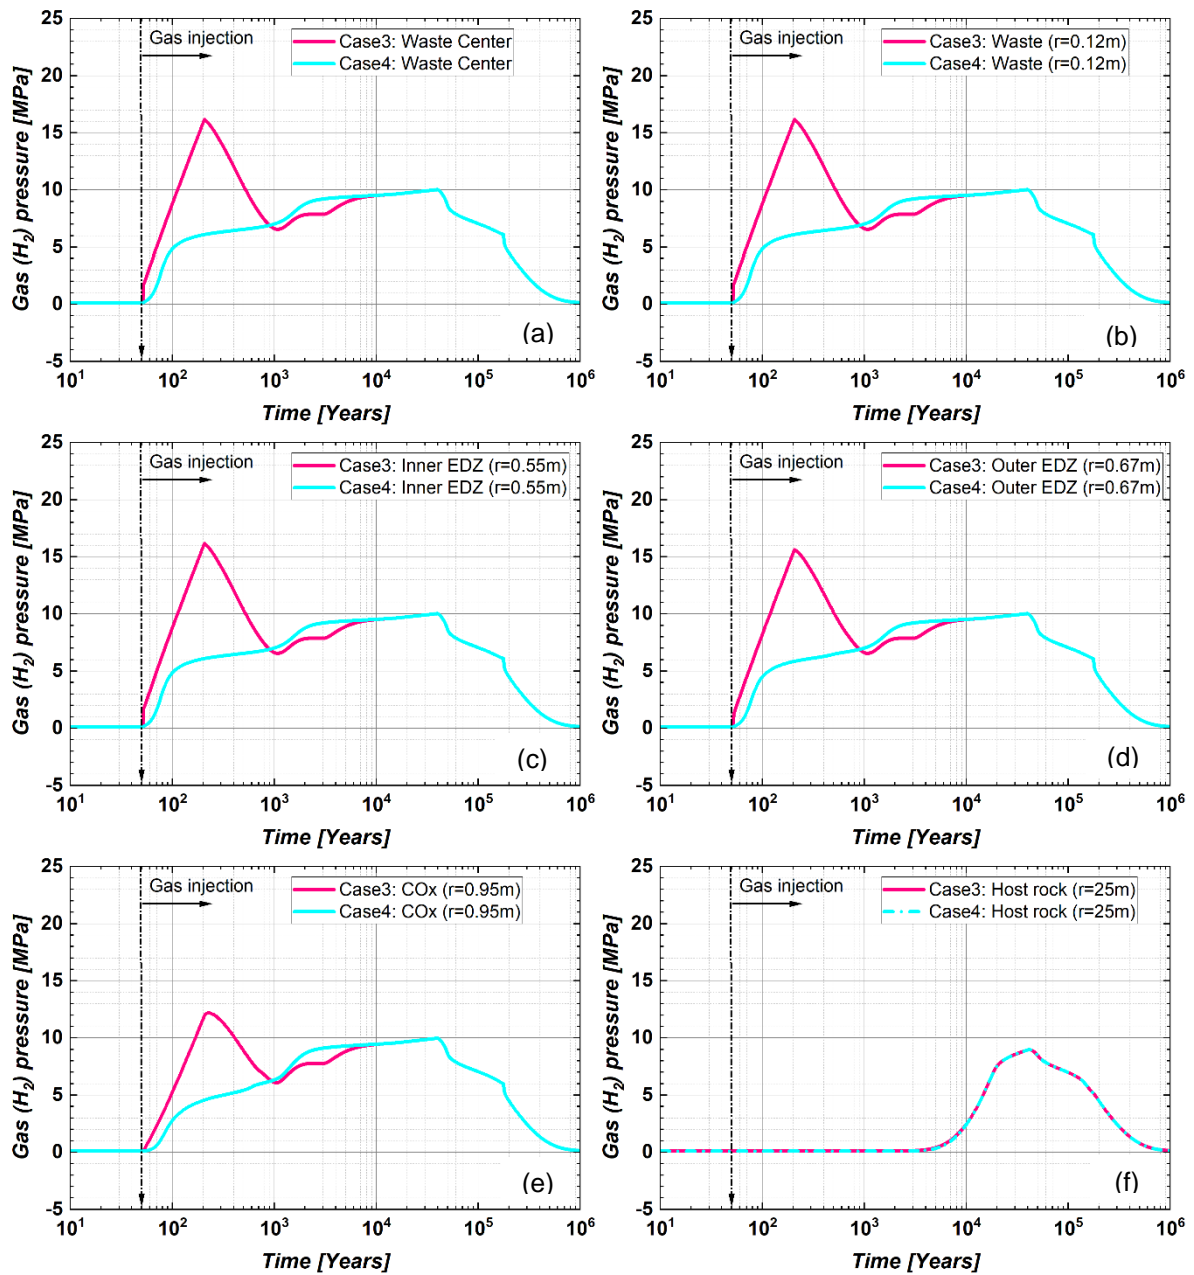 Gas (H2) pressure [MPa]
25
20
15
10
5
0
-5
Gas injection
Case3: Waste Center
Case4: Waste Center
(a)
10^1 10^2 10^3 10^4 10^5 10^6
Time [Years]
Gas (H2) pressure [MPa]
25
20
15
10
5
0
-5
Gas injection
Case3: Waste (r=0.12m)
Case4: Waste (r=0.12m)
(b)
10^1 10^2 10^3 10^4 10^5 10^6
Time [Years]
Gas (H2) pressure [MPa]
25
20
15
10
5
0
-5
Gas injection
Case3: Inner EDZ (r=0.55m)
Case4: Inner EDZ (r=0.55m)
(c)
10^1 10^2 10^3 10^4 10^5 10^6
Time [Years]
Gas (H2) pressure [MPa]
25
20
15
10
5
0
-5
Gas injection
Case3: Outer EDZ (r=0.67m)
Case4: Outer EDZ (r=0.67m)
(d)
10^1 10^2 10^3 10^4 10^5 10^6
Time [Years]
Gas (H2) pressure [MPa]
25
20
15
10
5
0
-5
Gas injection
Case3: COx (r=0.95m)
Case4: COx (r=0.95m)
(e)
10^1 10^2 10^3 10^4 10^5 10^6
Time [Years]
Gas (H2) pressure [MPa]
25
20
15
10
5
0
-5
Gas injection
Case3: Host rock (r=25m)
Case4: Host rock (r=25m)
(f)
10^1 10^2 10^3 10^4 10^5 10^6
Time [Years]